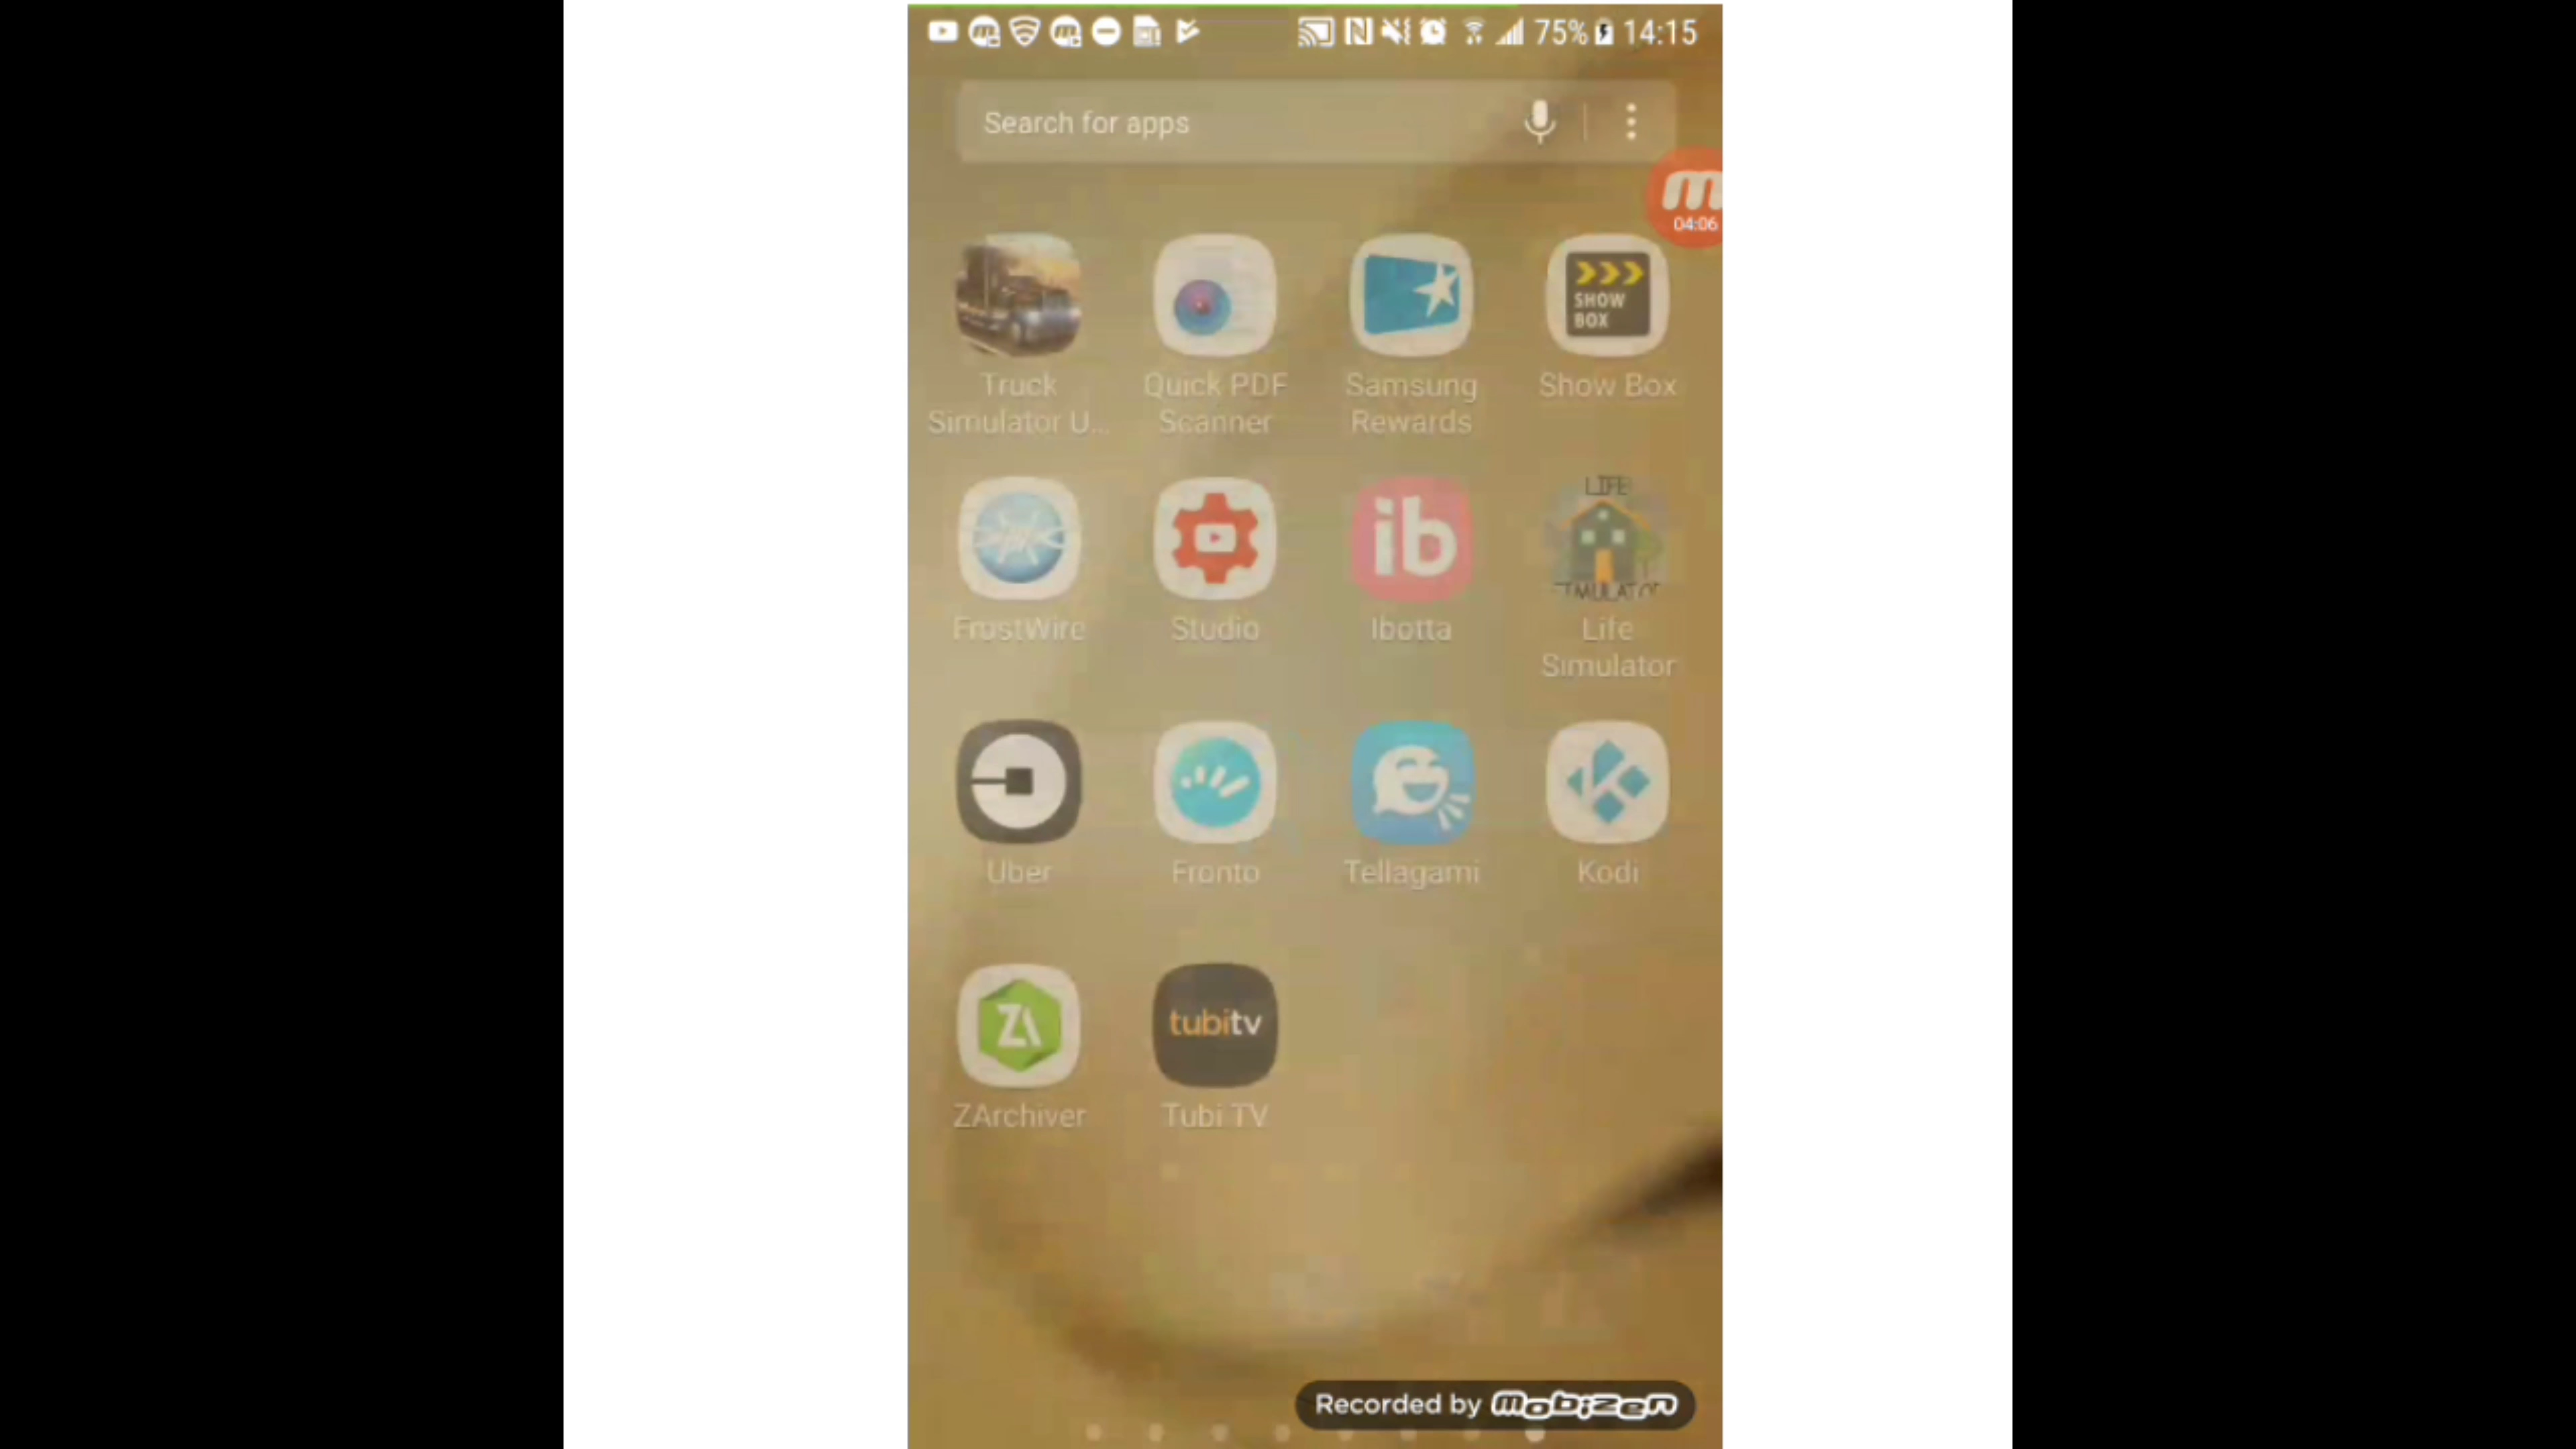 75% 14:15
Search for apps
04:06
SHOW
BOX
Truck
Simulator U...
Quick PDF
Scanner
Samsung
Rewards
Show Box
ib
LIFE
FrostWire
Studio
Ibotta
Life
Simulator
Uber
Fronto
Tellagami
Kodi
ZA
tubitv
ZArchiver
Tubi TV
Recorded by mobizen